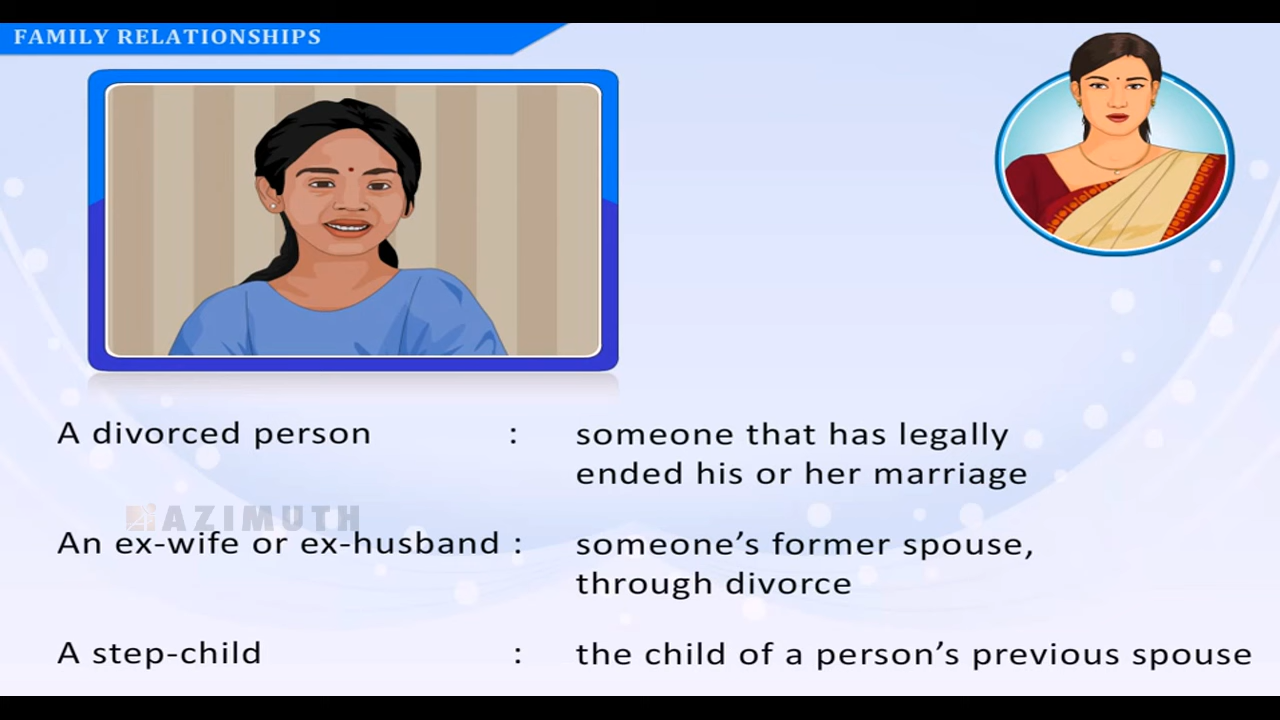 FAMILY RELATIONSHIPS
A divorced person : someone that has legally
ended his or her marriage
AZIMUTH
An ex-wife or ex-husband : someone’s former spouse,
through divorce
A step-child : the child of a person’s previous spouse